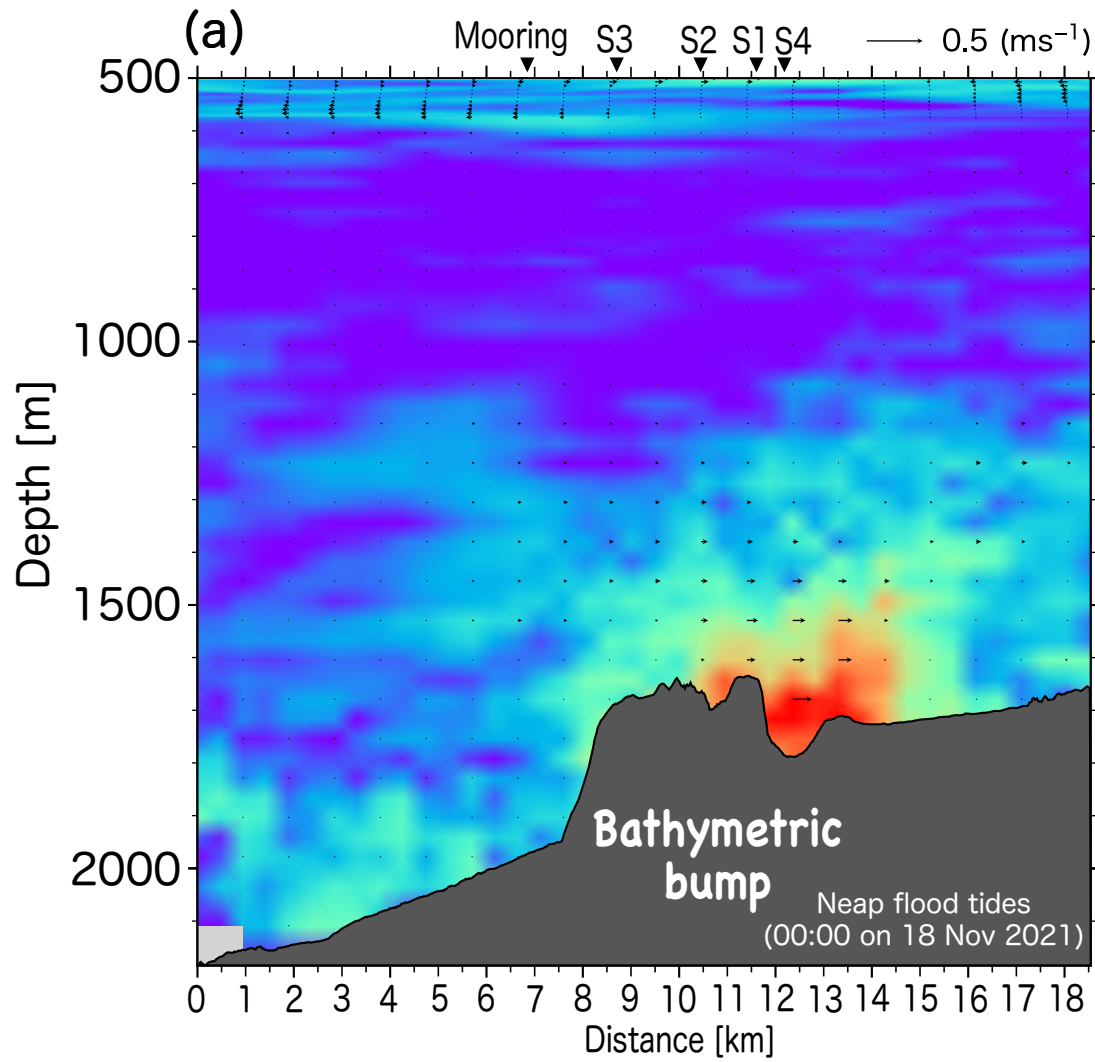 (a)
Mooring S3 S2 S1 S4 0.5 (ms⁻¹)
500
1000
1500
2000
Depth [m]
Bathymetric
bump
Neap flood tides
(00:00 on 18 Nov 2021)
0 1 2 3 4 5 6 7 8 9 10 11 12 13 14 15 16 17 18
Distance [km]